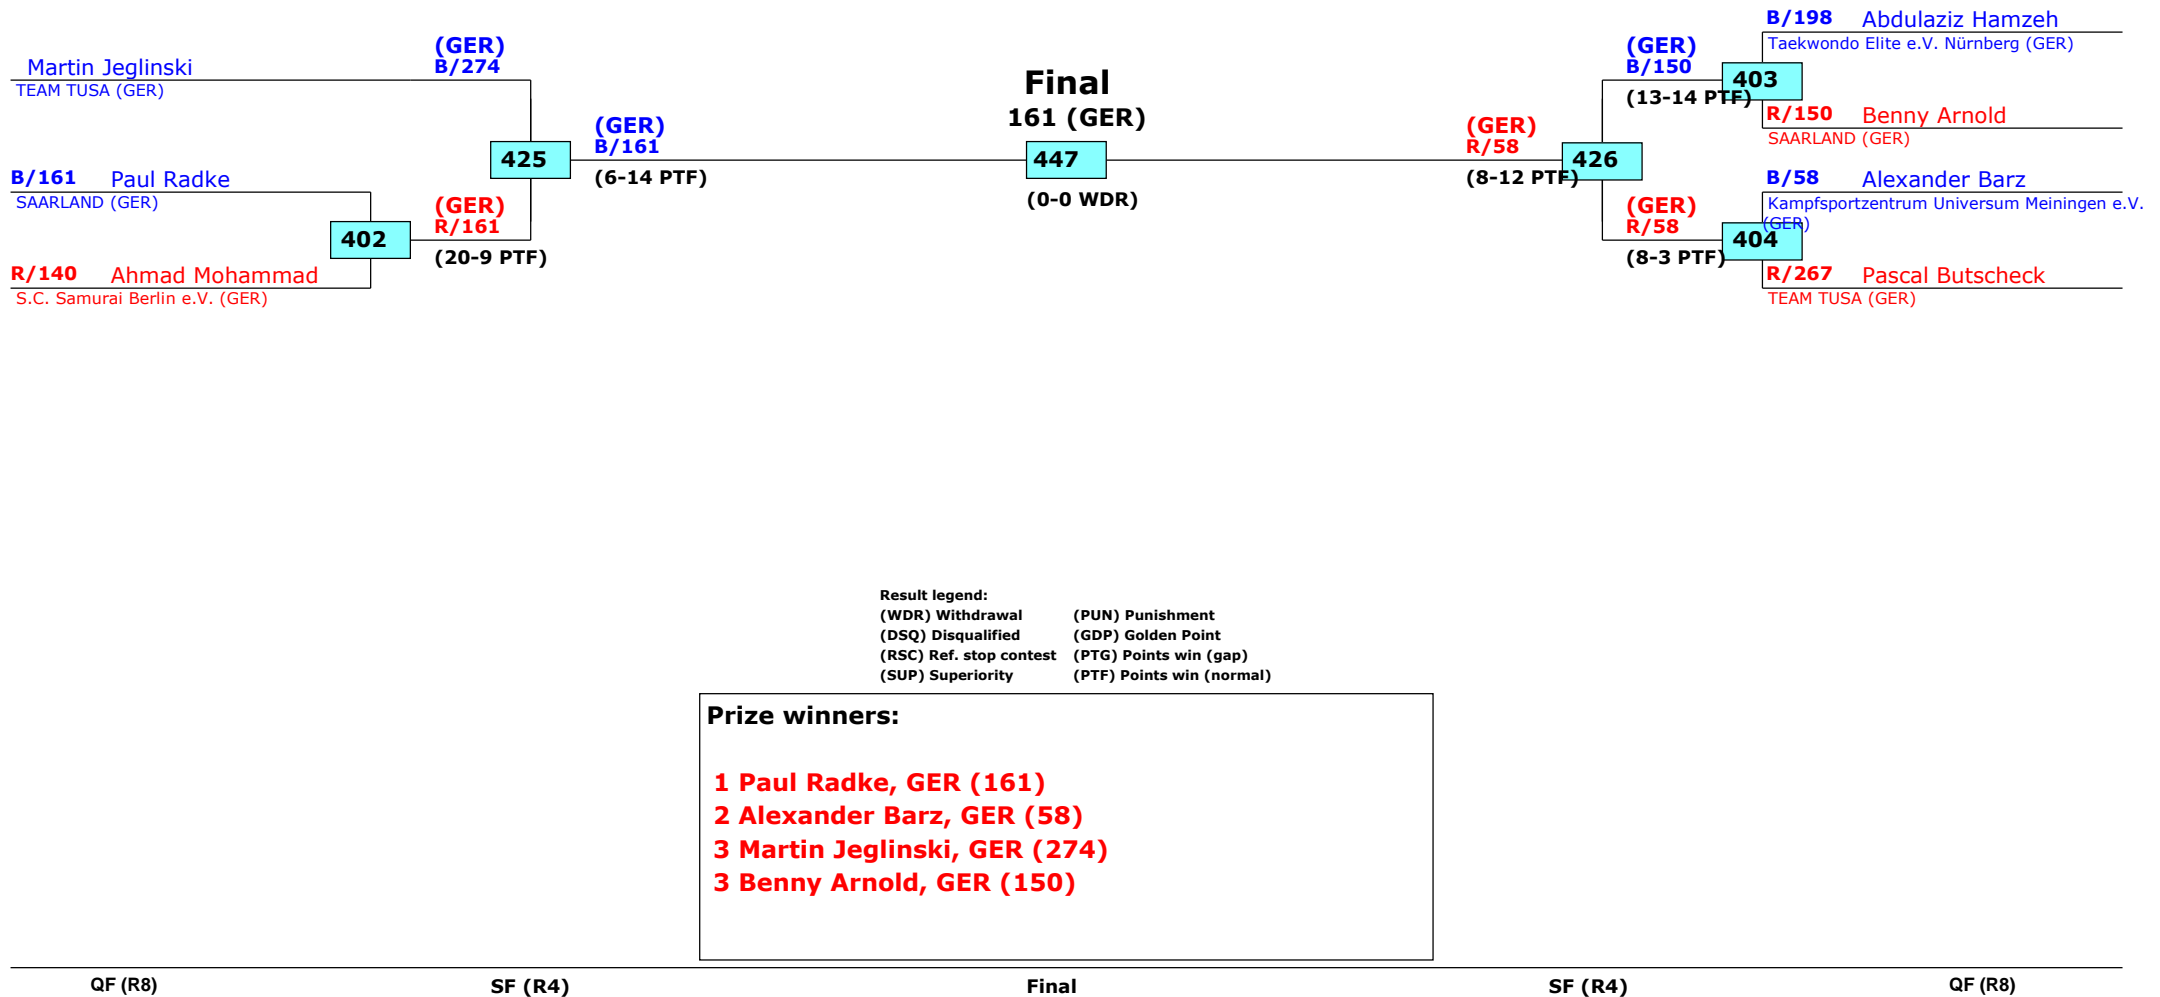 Martin Jeglinski
TEAM TUSA (GER)
(GER)
B/274
B/161 Paul Radke
SAARLAND (GER)
402
R/140 Ahmad Mohammad
S.C. Samurai Berlin e.V. (GER)
(GER)
R/161
(20-9 PTF)
425
(GER)
B/161
(6-14 PTF)
Final
161 (GER)
447
(0-0 WDR)
(GER)
R/58
(8-12 PTF)
426
(GER)
B/150
(13-14 PTF)
403
B/198 Abdulaziz Hamzeh
Taekwondo Elite e.V. Nürnberg (GER)
R/150 Benny Arnold
SAARLAND (GER)
(GER)
R/58
(8-3 PTF)
404
B/58 Alexander Barz
Kampfsportzentrum Universum Meiningen e.V.
(GER)
R/267 Pascal Butscheck
TEAM TUSA (GER)
Result legend:
(WDR) Withdrawal (PUN) Punishment
(DSQ) Disqualified (GDP) Golden Point
(RSC) Ref. stop contest (PTG) Points win (gap)
(SUP) Superiority (PTF) Points win (normal)
Prize winners:
1 Paul Radke, GER (161)
2 Alexander Barz, GER (58)
3 Martin Jeglinski, GER (274)
3 Benny Arnold, GER (150)
QF (R8) SF (R4) Final SF (R4) QF (R8)